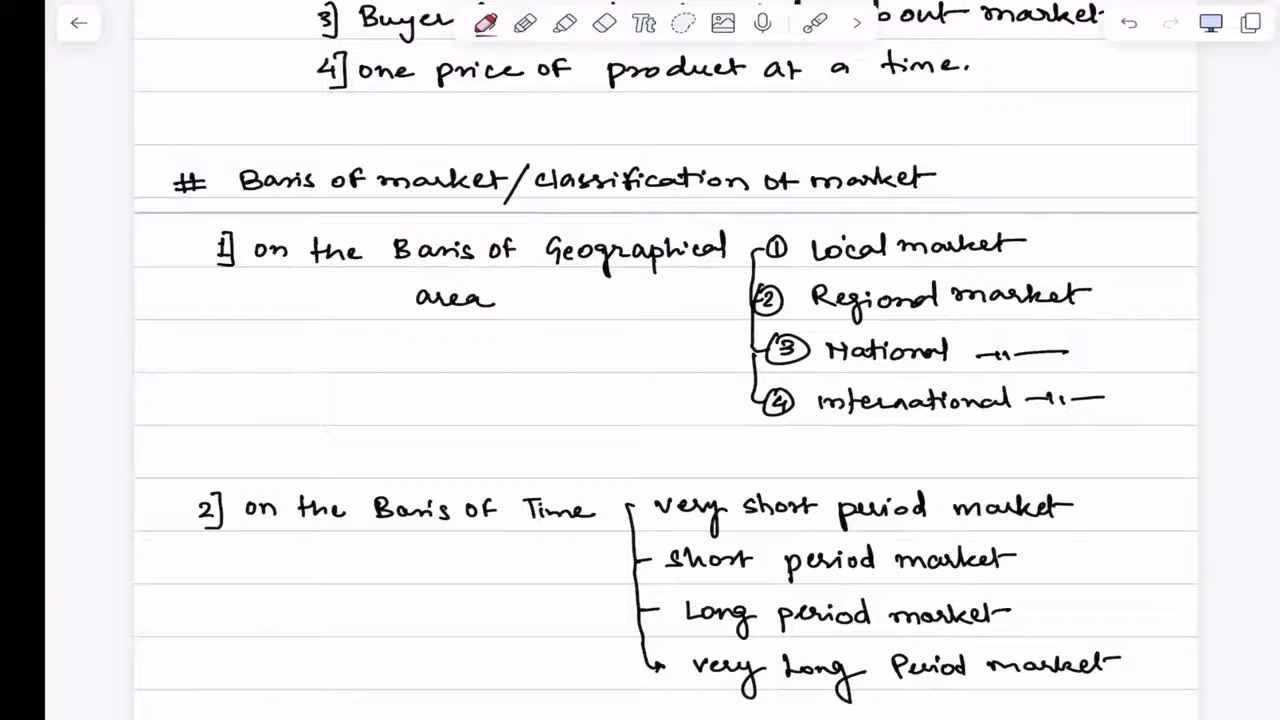 3] Buyer bout market
4] one price of product at a time.
# Basis of market/classification of market
1] on the Basis of Geographical area
① Local market
② Regional market
③ National —〃—
④ international —〃—
2] on the Basis of Time
very short period market
short period market
Long period market
very Long Period market